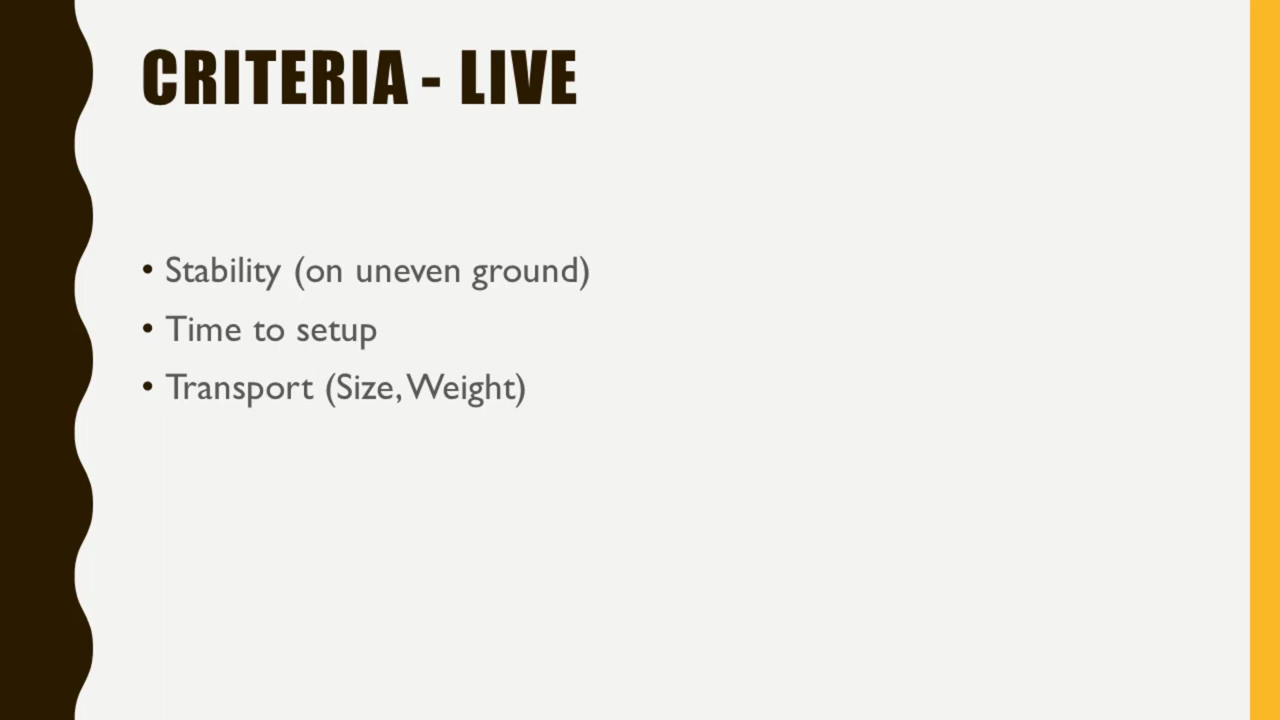 CRITERIA - LIVE
• Stability (on uneven ground)
• Time to setup
• Transport (Size, Weight)